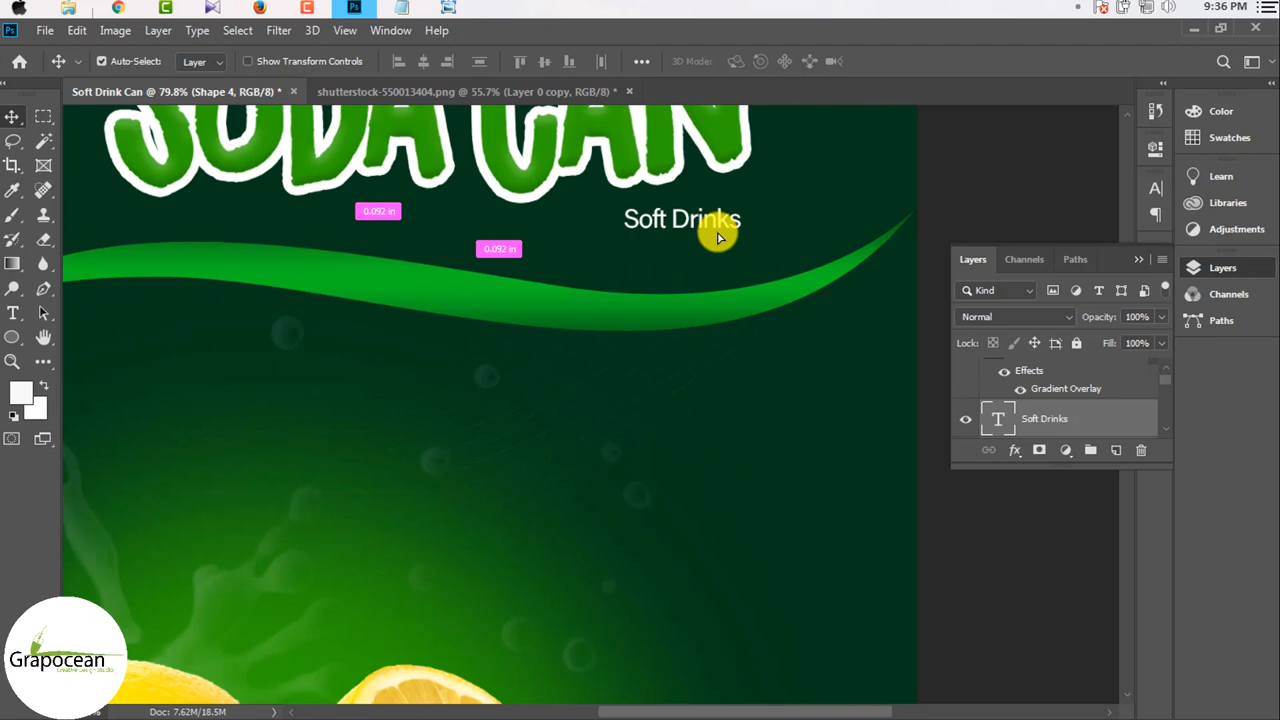 9:36 PM
Ps File Edit Image Layer Type Select Filter 3D View Window Help
Auto-Select: Layer Show Transform Controls 3D Mode:
Soft Drink Can @ 79.8% (Shape 4, RGB/8) * shutterstock-550013404.png @ 55.7% (Layer 0 copy, RGB/8) *
SODA CAN
Soft Drinks
0.092 in
0.092 in
Color
Swatches
Learn
Libraries
Adjustments
Layers
Channels
Paths
Layers Channels Paths
Kind
Normal Opacity: 100%
Lock: Fill: 100%
Effects
Gradient Overlay
T Soft Drinks
fx
Grapocean
Creative Design Studio
Doc: 7.62M/18.5M